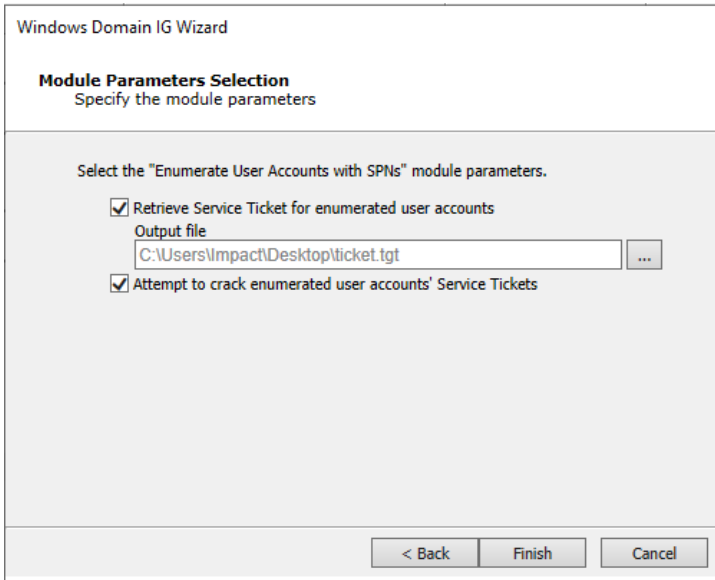 Windows Domain IG Wizard
Module Parameters Selection
Specify the module parameters
Select the "Enumerate User Accounts with SPNs" module parameters.
Retrieve Service Ticket for enumerated user accounts
Output file
C:\Users\Impact\Desktop\ticket.tgt
...
Attempt to crack enumerated user accounts' Service Tickets
< Back
Finish
Cancel